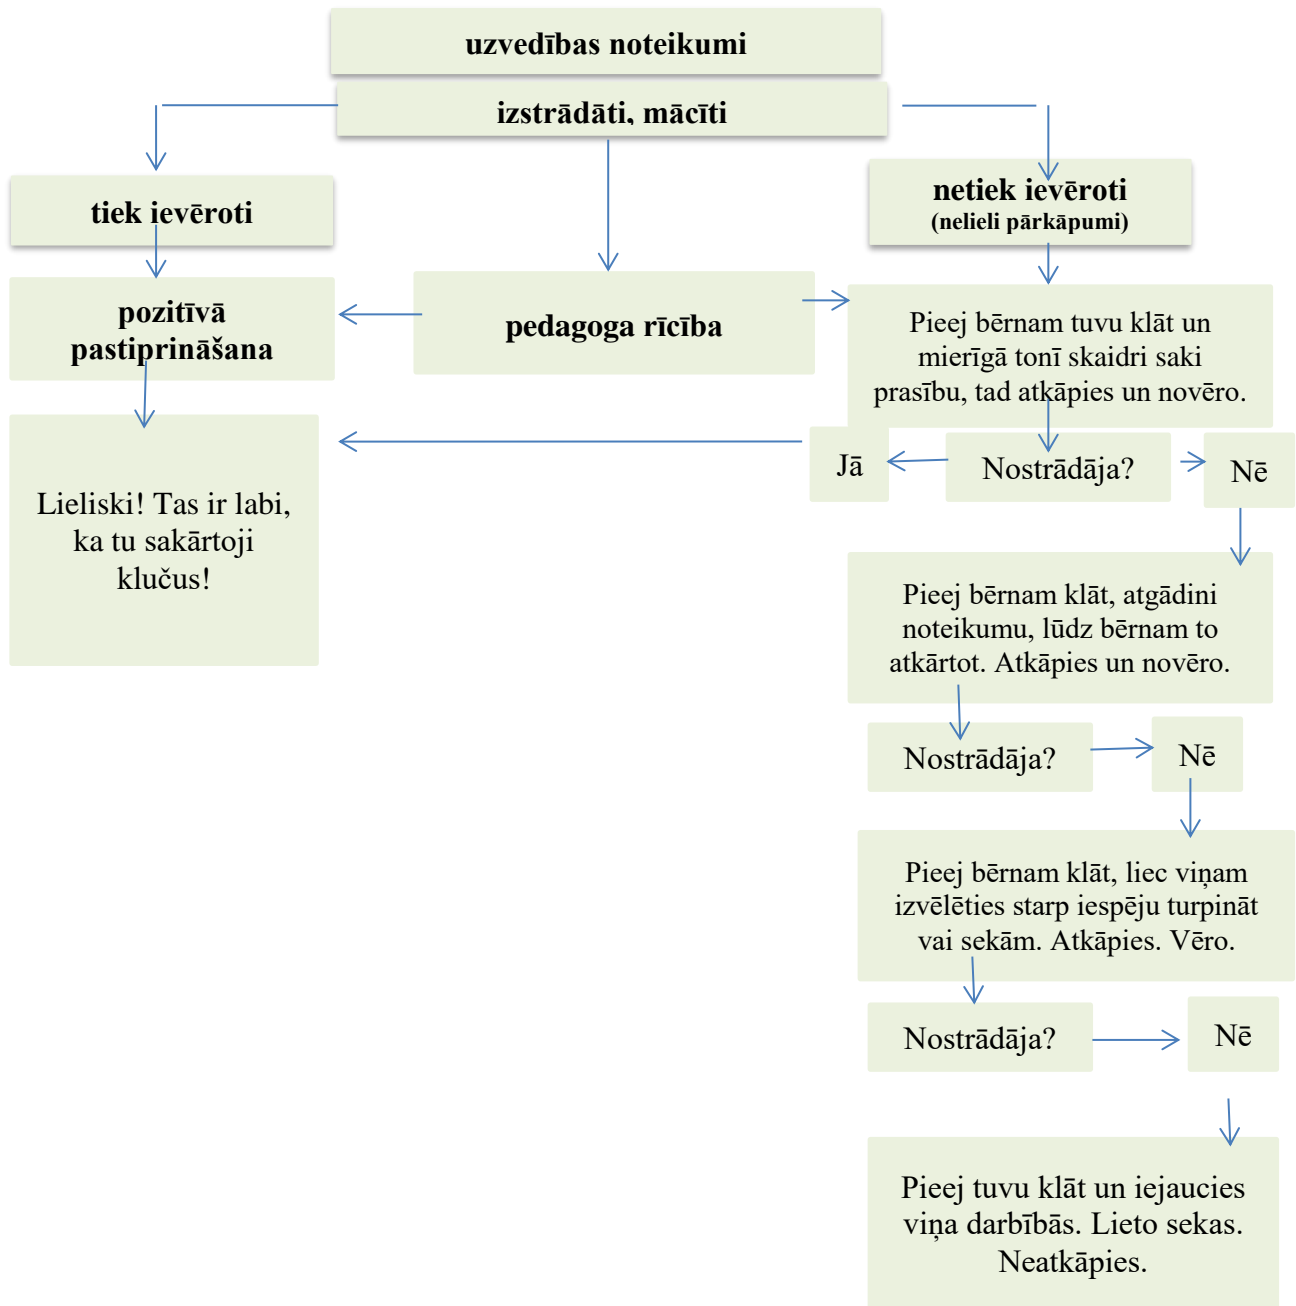 uzvedības noteikumi
izstrādāti, mācīti
tiek ievēroti
netiek ievēroti
(nelieli pārkāpumi)
pozitīvā
pastiprināšana
pedagoga rīcība
Pieej bērnam tuvu klāt un
mierīgā tonī skaidri saki
prasību, tad atkāpies un novēro.
Jā
Nostrādāja?
Nē
Lieliski! Tas ir labi,
ka tu sakārtoji
klučus!
Pieej bērnam klāt, atgādini
noteikumu, lūdz bērnam to
atkārtot. Atkāpies un novēro.
Nostrādāja?
Nē
Pieej bērnam klāt, liec viņam
izvēlēties starp iespēju turpināt
vai sekām. Atkāpies. Vēro.
Nostrādāja?
Nē
Pieej tuvu klāt un iejaucies
viņa darbībās. Lieto sekas.
Neatkāpies.